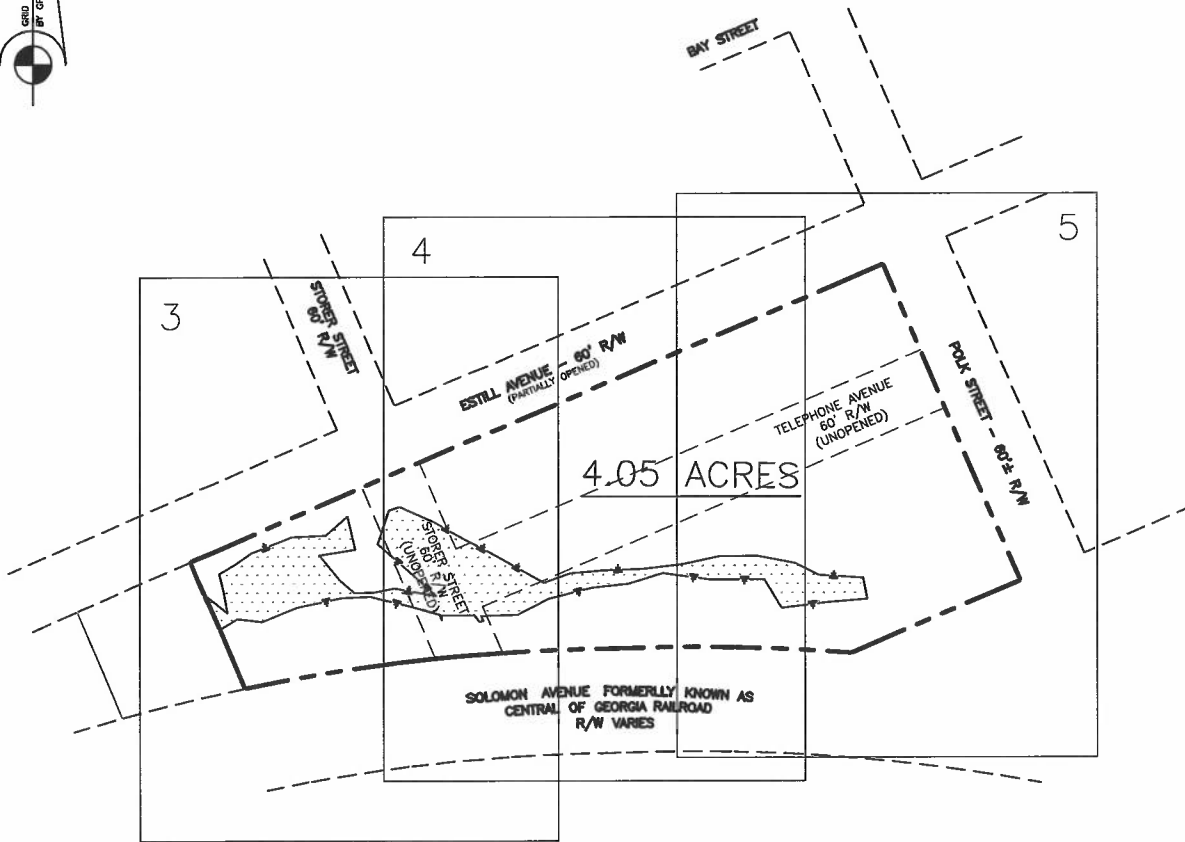 GRID
BAY STREET
5
4
3
STORER STREET
60' R/W
ESTILL AVENUE - 60' R/W
(PARTIALLY OPENED)
POLK STREET - 60'± R/W
TELEPHONE AVENUE
60' R/W
(UNOPENED)
4.05 ACRES
STORER STREET
60' R/W
(UNOPENED)
SOLOMON AVENUE FORMERLLY KNOWN AS
CENTRAL OF GEORGIA RAILROAD
R/W VARIES